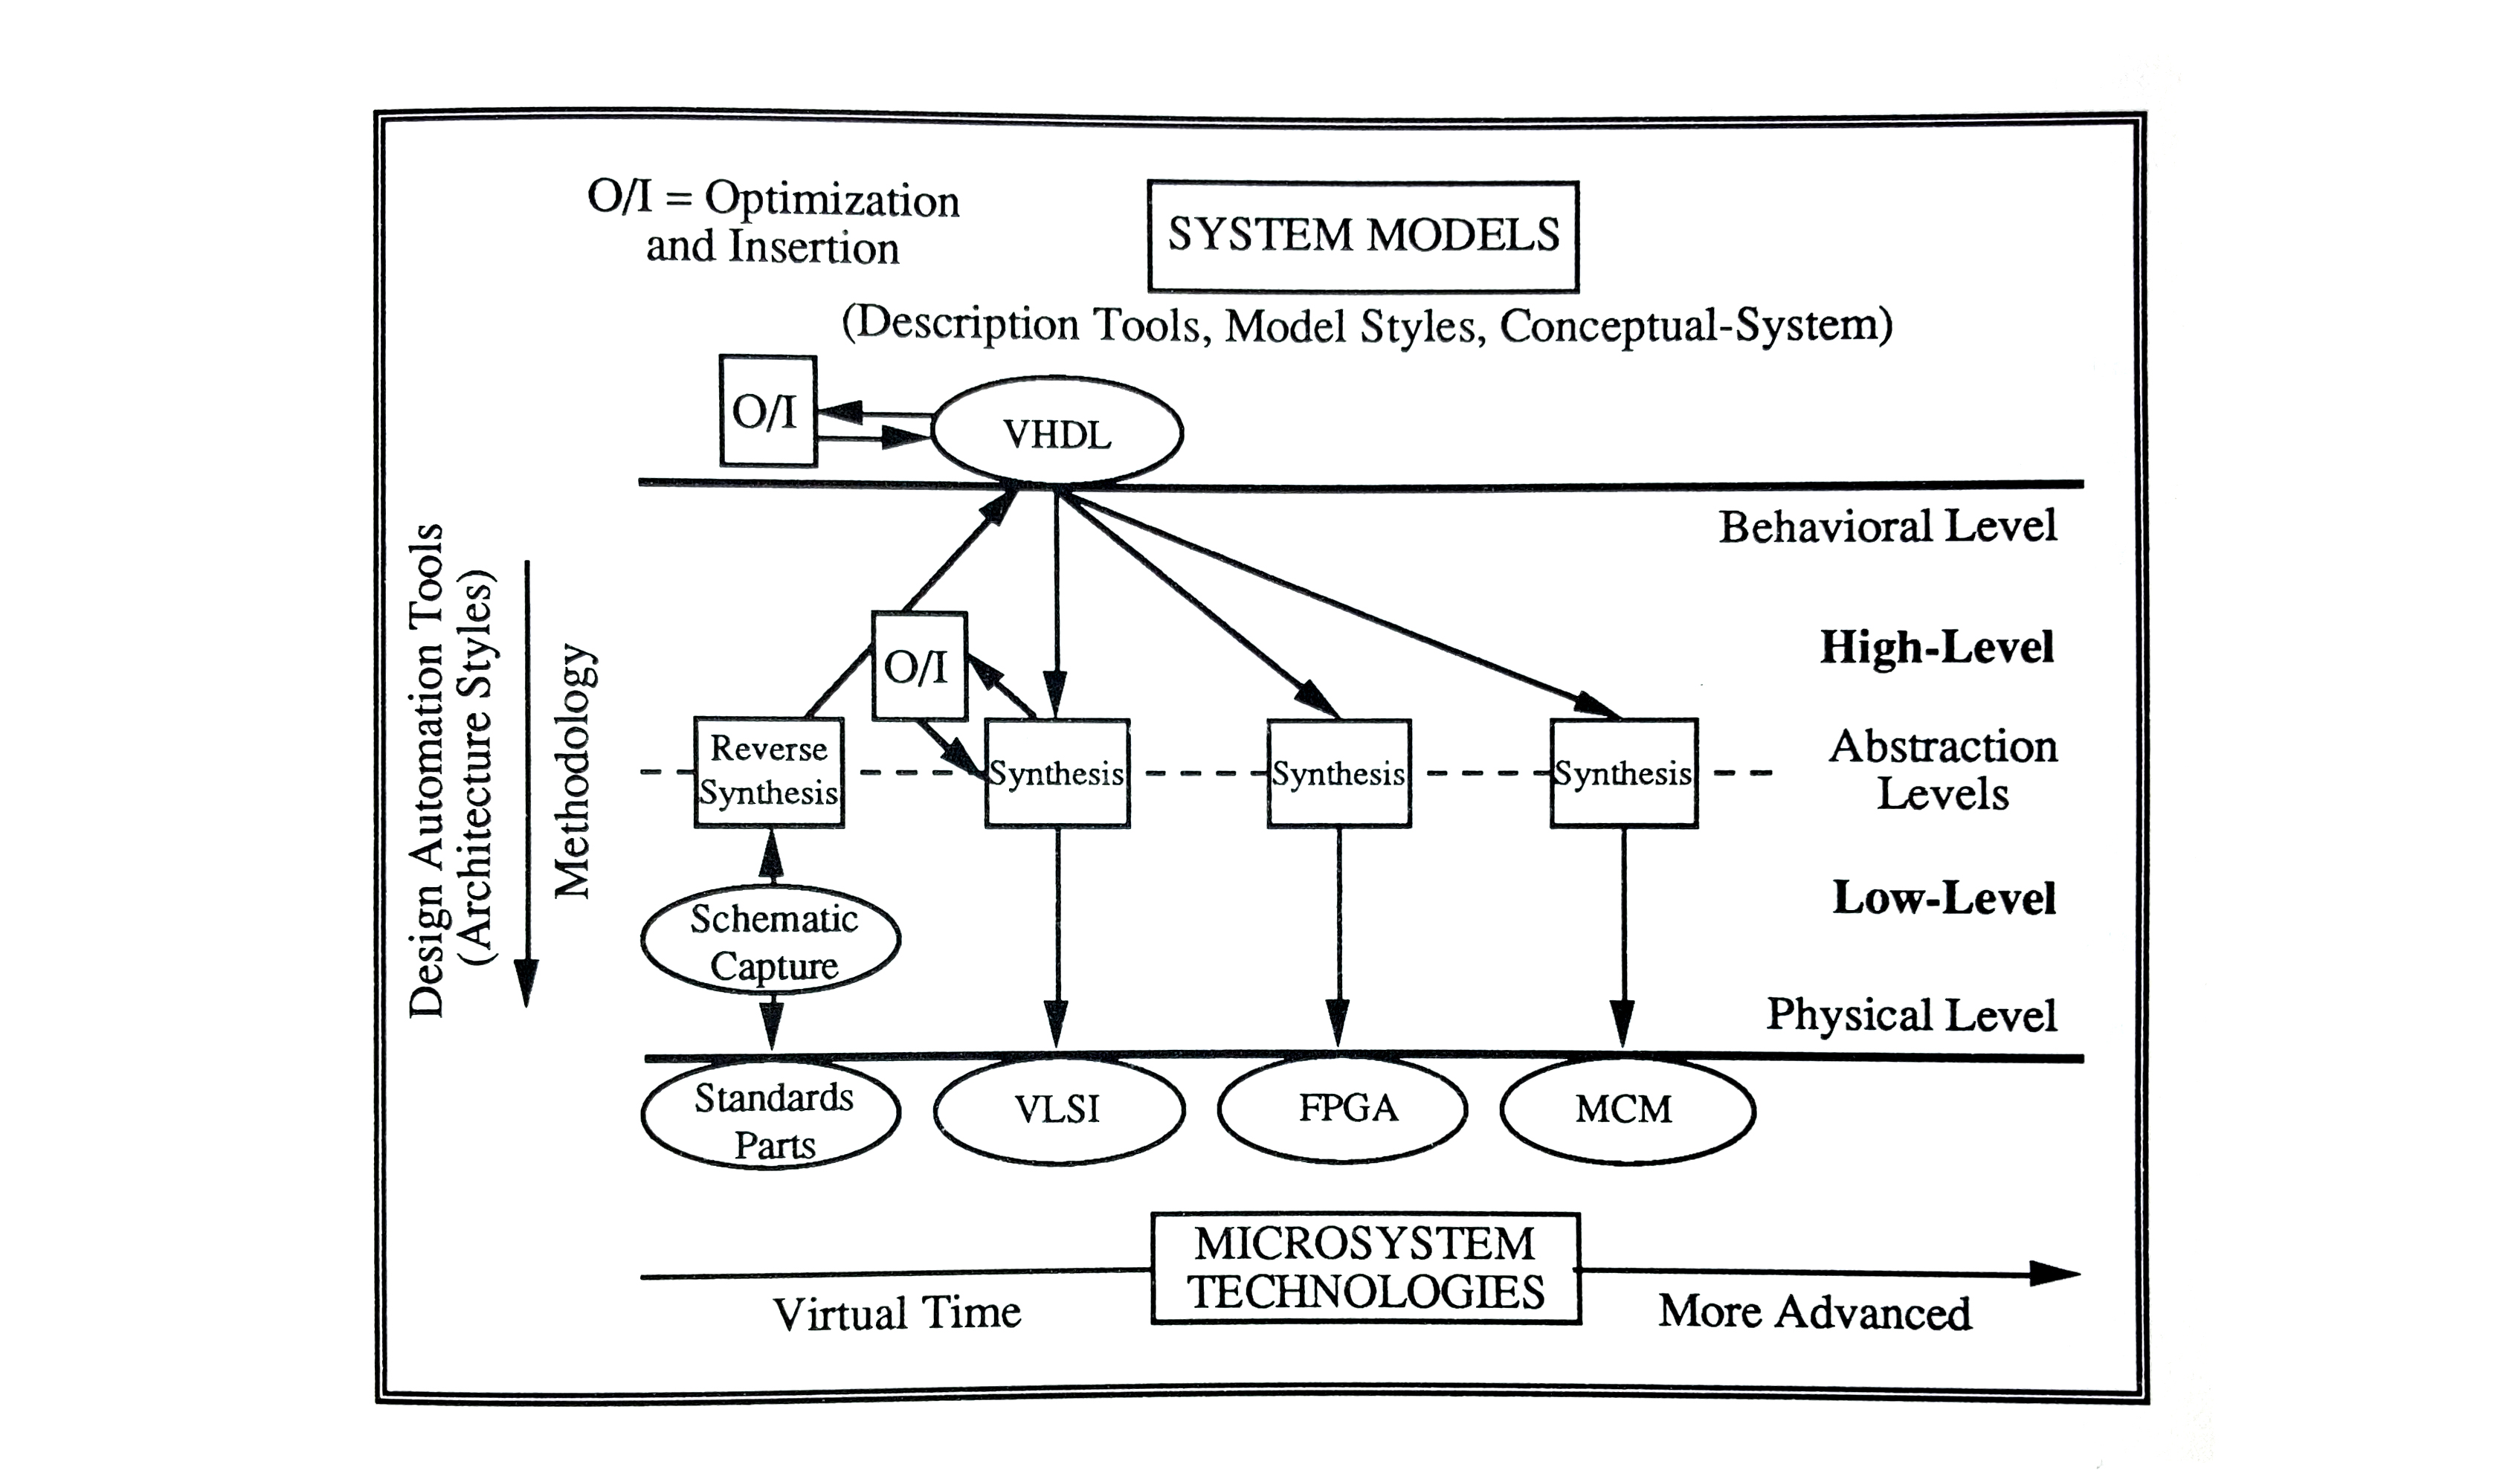 O/I = Optimization
and Insertion
SYSTEM MODELS
(Description Tools, Model Styles, Conceptual-System)
O/I
VHDL
Behavioral Level
Design Automation Tools
(Architecture Styles)
Methodology
O/I
High-Level
Reverse
Synthesis
Synthesis
Synthesis
Synthesis
Abstraction
Levels
Schematic
Capture
Low-Level
Physical Level
Standards
Parts
VLSI
FPGA
MCM
MICROSYSTEM
TECHNOLOGIES
Virtual Time
More Advanced